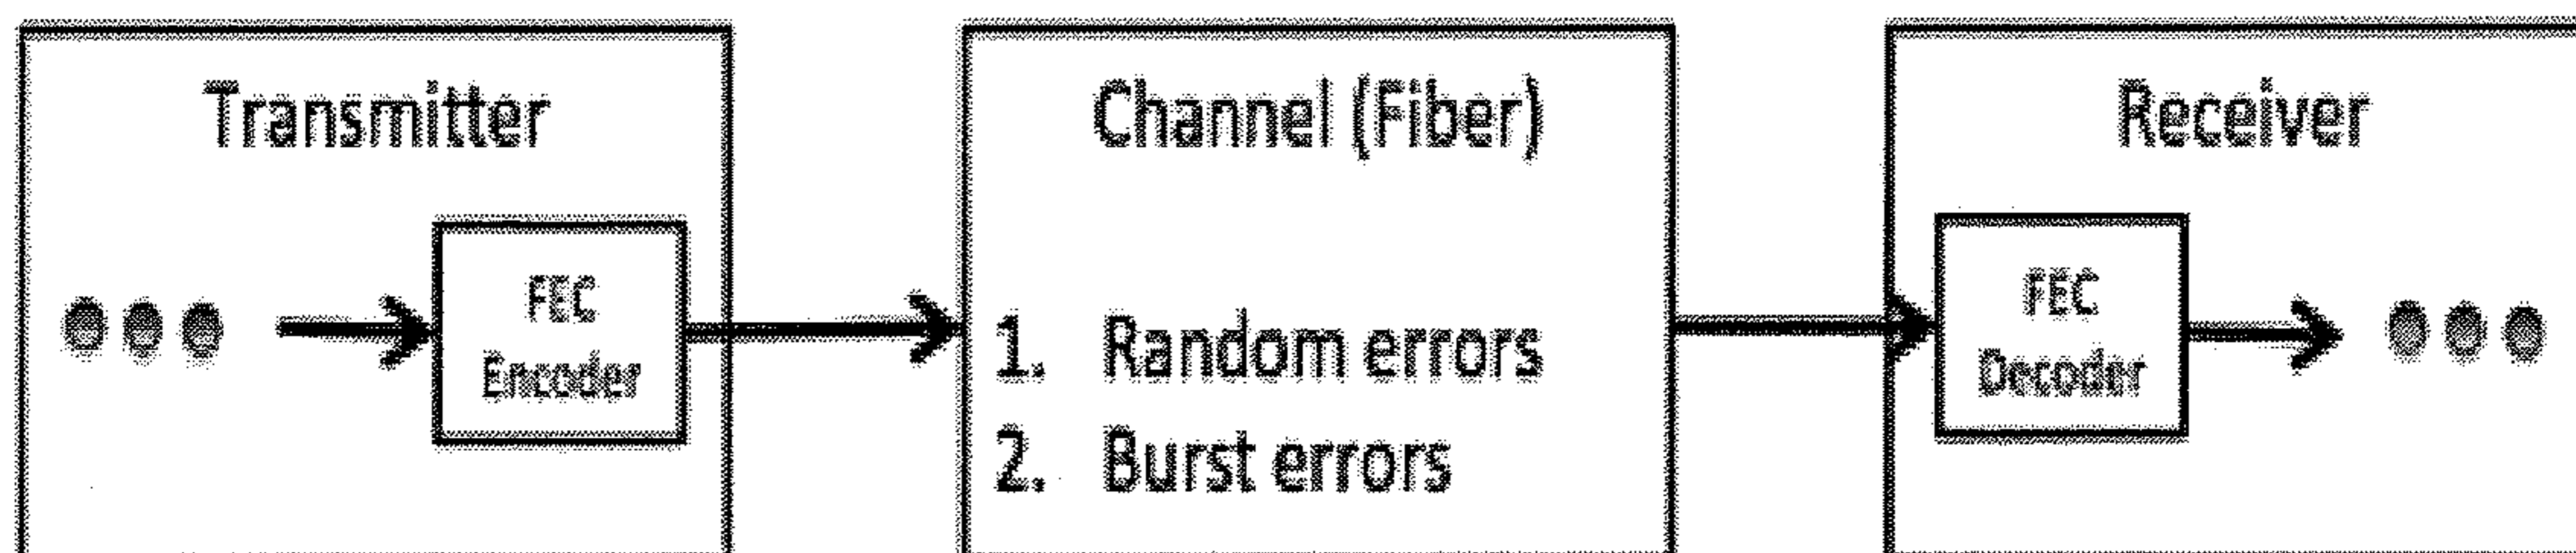 Transmitter
FEC
Encoder
Channel (Fiber)
1. Random errors
2. Burst errors
Receiver
FEC
Decoder